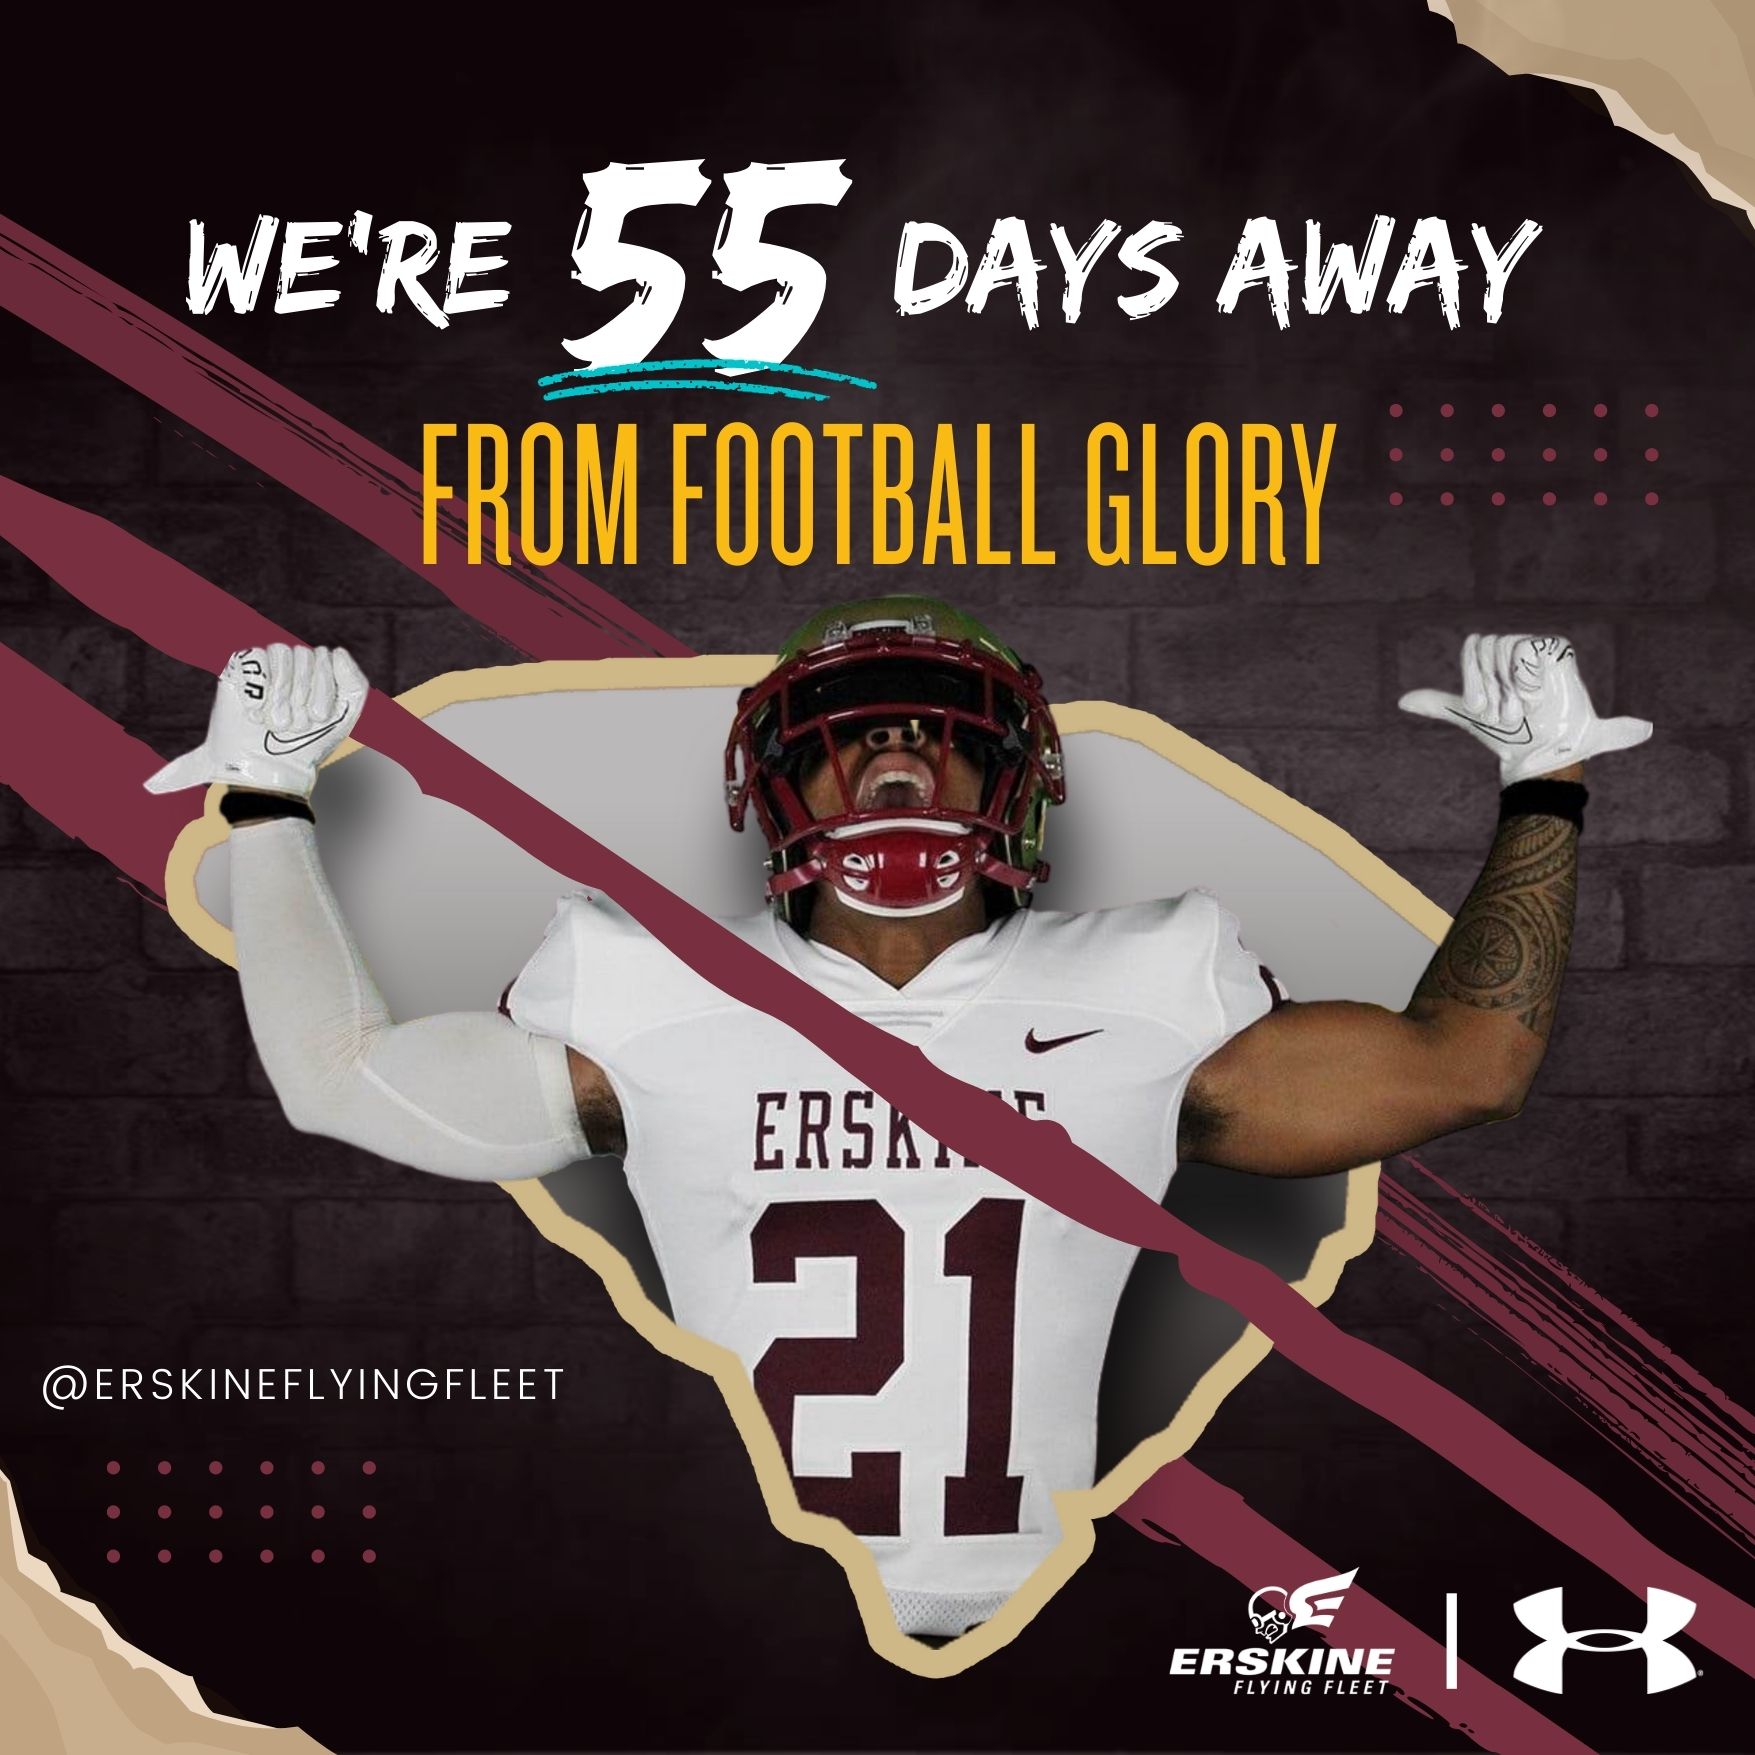 WE'RE 55 DAYS AWAY
FROM FOOTBALL GLORY
ERSKINE
21
@ERSKINEFLYINGFLEET
ERSKINE
FLYING FLEET